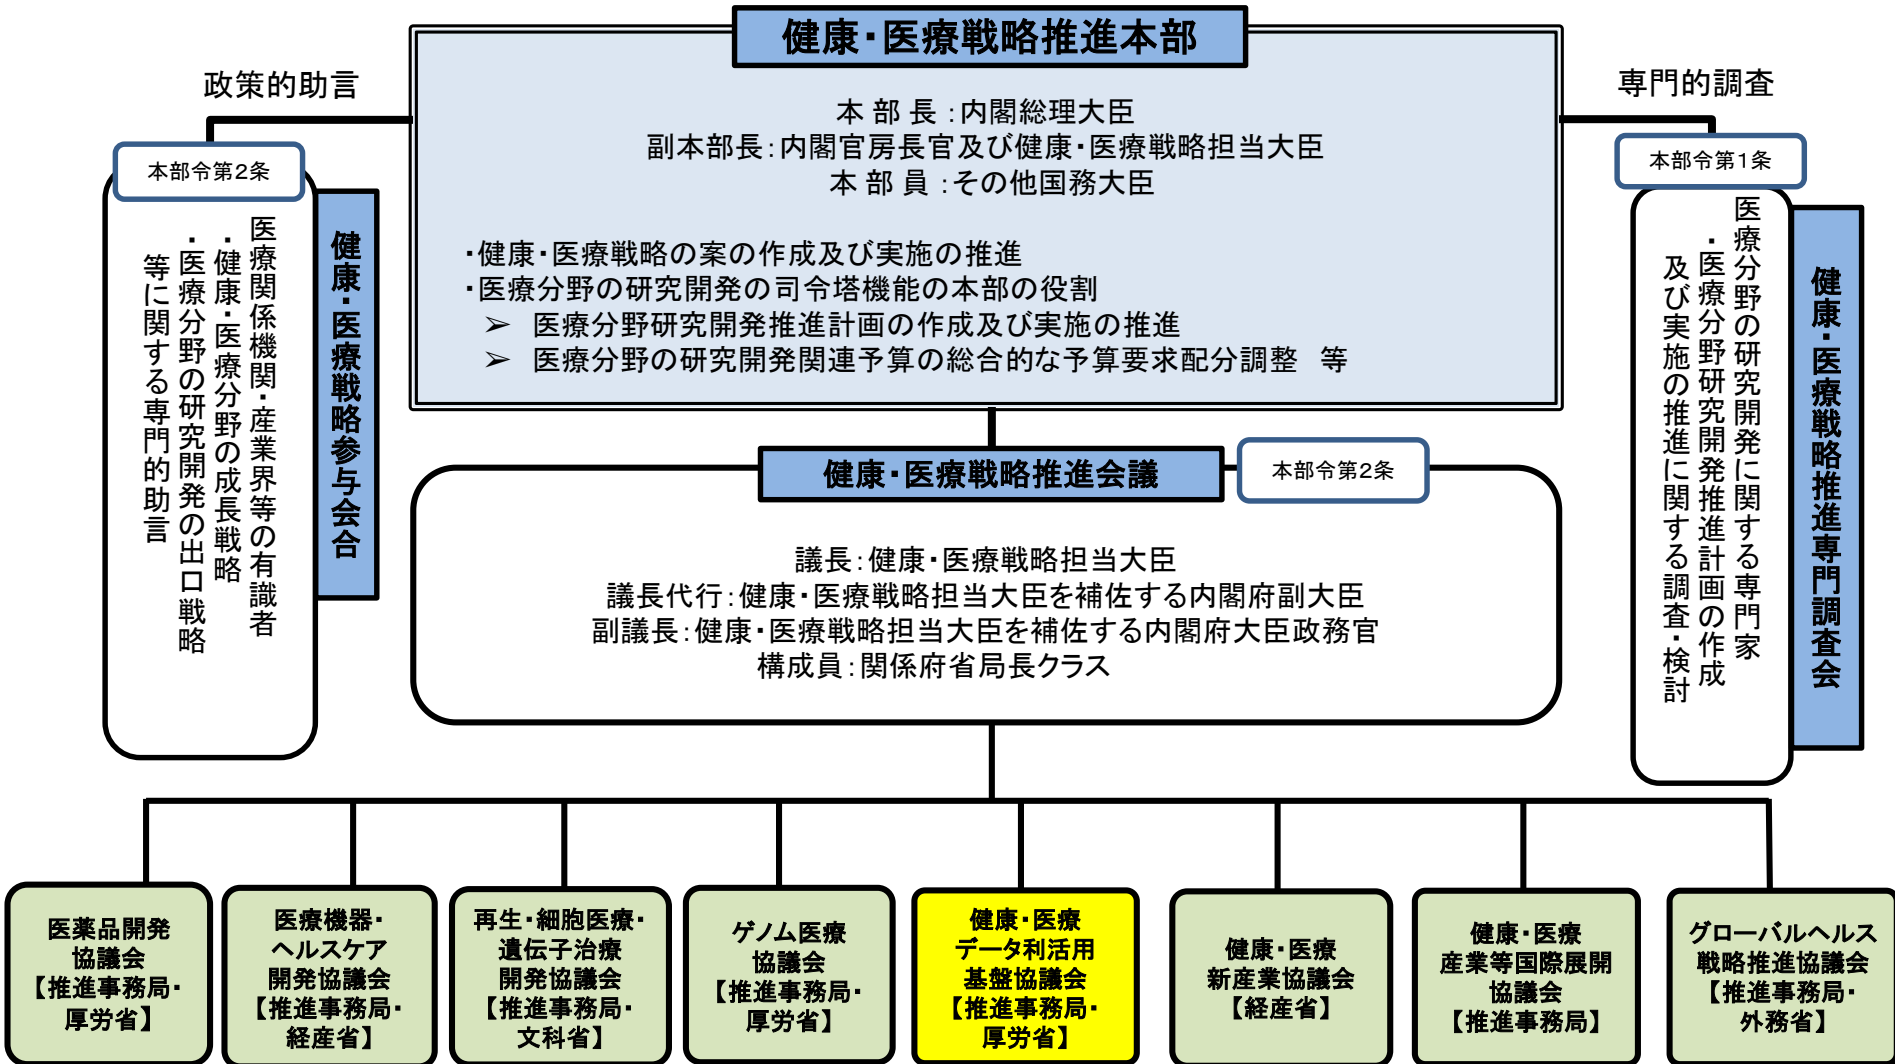 健康・医療戦略推進本部
政策的助言
専門的調査
本 部 長 ：内閣総理大臣
副本部長：内閣官房長官及び健康・医療戦略担当大臣
本 部 員 ：その他国務大臣
・健康・医療戦略の案の作成及び実施の推進
・医療分野の研究開発の司令塔機能の本部の役割
➢ 医療分野研究開発推進計画の作成及び実施の推進
➢ 医療分野の研究開発関連予算の総合的な予算要求配分調整　等
本部令第２条
健康・医療戦略参与会合
医療関係機関・産業界等の有識者
・健康・医療分野の成長戦略
・医療分野の研究開発の出口戦略
等に関する専門的助言
本部令第１条
健康・医療戦略推進専門調査会
医療分野の研究開発に関する専門家
・医療分野研究開発推進計画の作成
及び実施の推進に関する調査・検討
健康・医療戦略推進会議
本部令第２条
議長：健康・医療戦略担当大臣
議長代行：健康・医療戦略担当大臣を補佐する内閣府副大臣
副議長：健康・医療戦略担当大臣を補佐する内閣府大臣政務官
構成員：関係府省局長クラス
医薬品開発
協議会
【推進事務局・
厚労省】
医療機器・
ヘルスケア
開発協議会
【推進事務局・
経産省】
再生・細胞医療・
遺伝子治療
開発協議会
【推進事務局・
文科省】
ゲノム医療
協議会
【推進事務局・
厚労省】
健康・医療
データ利活用
基盤協議会
【推進事務局・
厚労省】
健康・医療
新産業協議会
【経産省】
健康・医療
産業等国際展開
協議会
【推進事務局】
グローバルヘルス
戦略推進協議会
【推進事務局・
外務省】